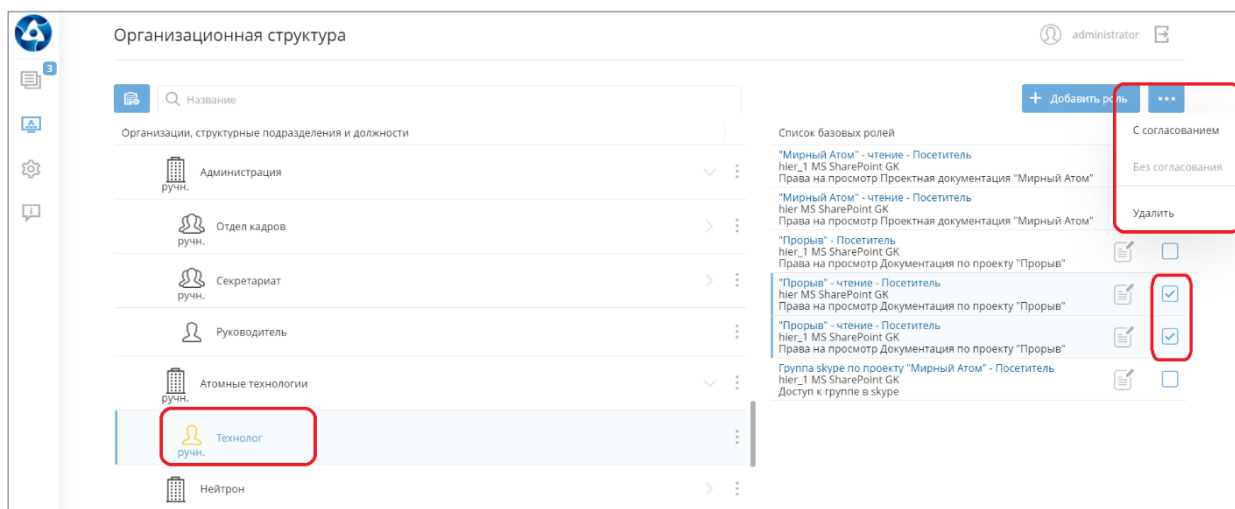 Организационная структура
administrator
3
Название
Добавить роль
Организации, структурные подразделения и должности
Список базовых ролей
С согласованием
Без согласования
Удалить
Администрация
ручн.
Отдел кадров
ручн.
Секретариат
ручн.
Руководитель
Атомные технологии
ручн.
Технолог
ручн.
Нейтрон
"Мирный Атом" - чтение - Посетитель
hier_1 MS SharePoint GK
Права на просмотр Проектная документация "Мирный Атом"
"Мирный Атом" - чтение - Посетитель
hier MS SharePoint GK
Права на просмотр Проектная документация "Мирный Атом"
"Прорыв" - Посетитель
hier_1 MS SharePoint GK
Права на просмотр Документация по проекту "Прорыв"
"Прорыв" - чтение - Посетитель
hier MS SharePoint GK
Права на просмотр Документация по проекту "Прорыв"
"Прорыв" - чтение - Посетитель
hier_1 MS SharePoint GK
Права на просмотр Документация по проекту "Прорыв"
Группа skype по проекту "Мирный Атом" - Посетитель
hier_1 MS SharePoint GK
Доступ к группе в skype